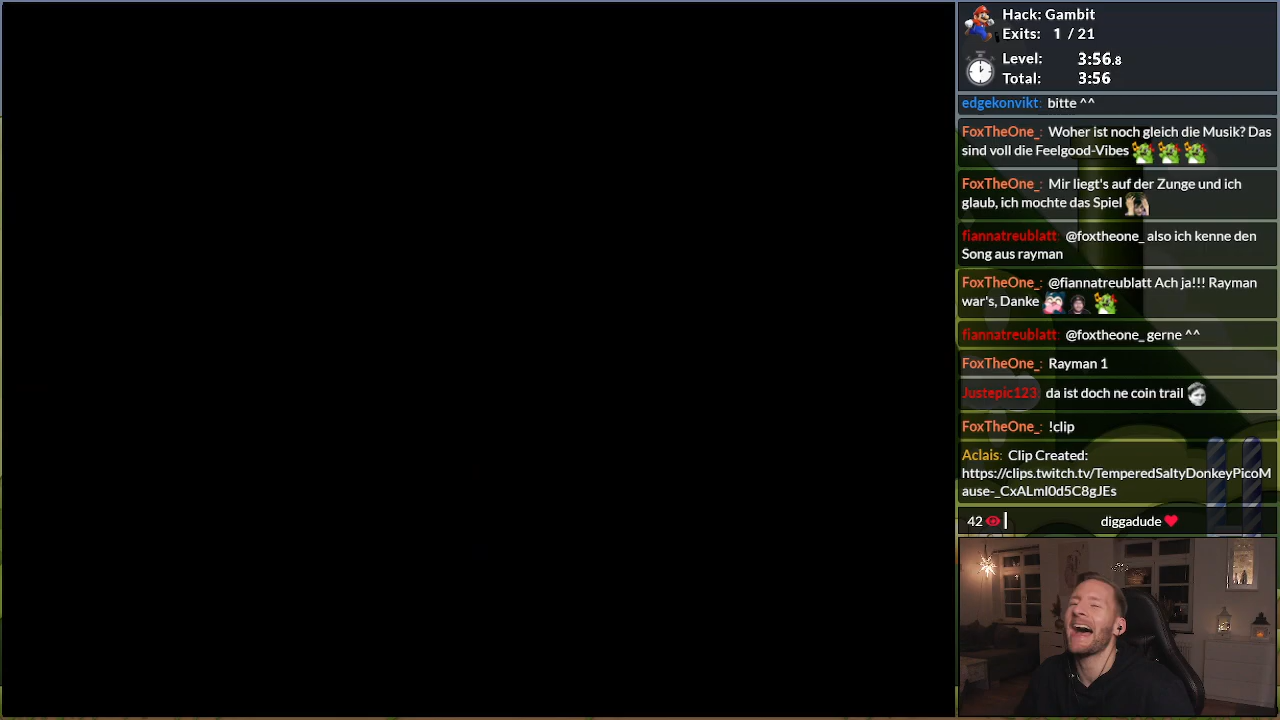 Hack: Gambit
Exits: 1 / 21
Level: 3:56.8
Total: 3:56
edgekonvikt: bitte ^^
FoxTheOne_: Woher ist noch gleich die Musik? Das
sind voll die Feelgood-Vibes
FoxTheOne_: Mir liegt's auf der Zunge und ich
glaub, ich mochte das Spiel
fiannatreublatt: @foxtheone_ also ich kenne den
Song aus rayman
FoxTheOne_: @fiannatreublatt Ach ja!!! Rayman
war's, Danke
fiannatreublatt: @foxtheone_ gerne ^^
FoxTheOne_: Rayman 1
Justepic123: da ist doch ne coin trail
FoxTheOne_: !clip
Aclais: Clip Created:
https://clips.twitch.tv/TemperedSaltyDonkeyPicoM
ause-_CxALmI0d5C8gJEs
42 diggadude